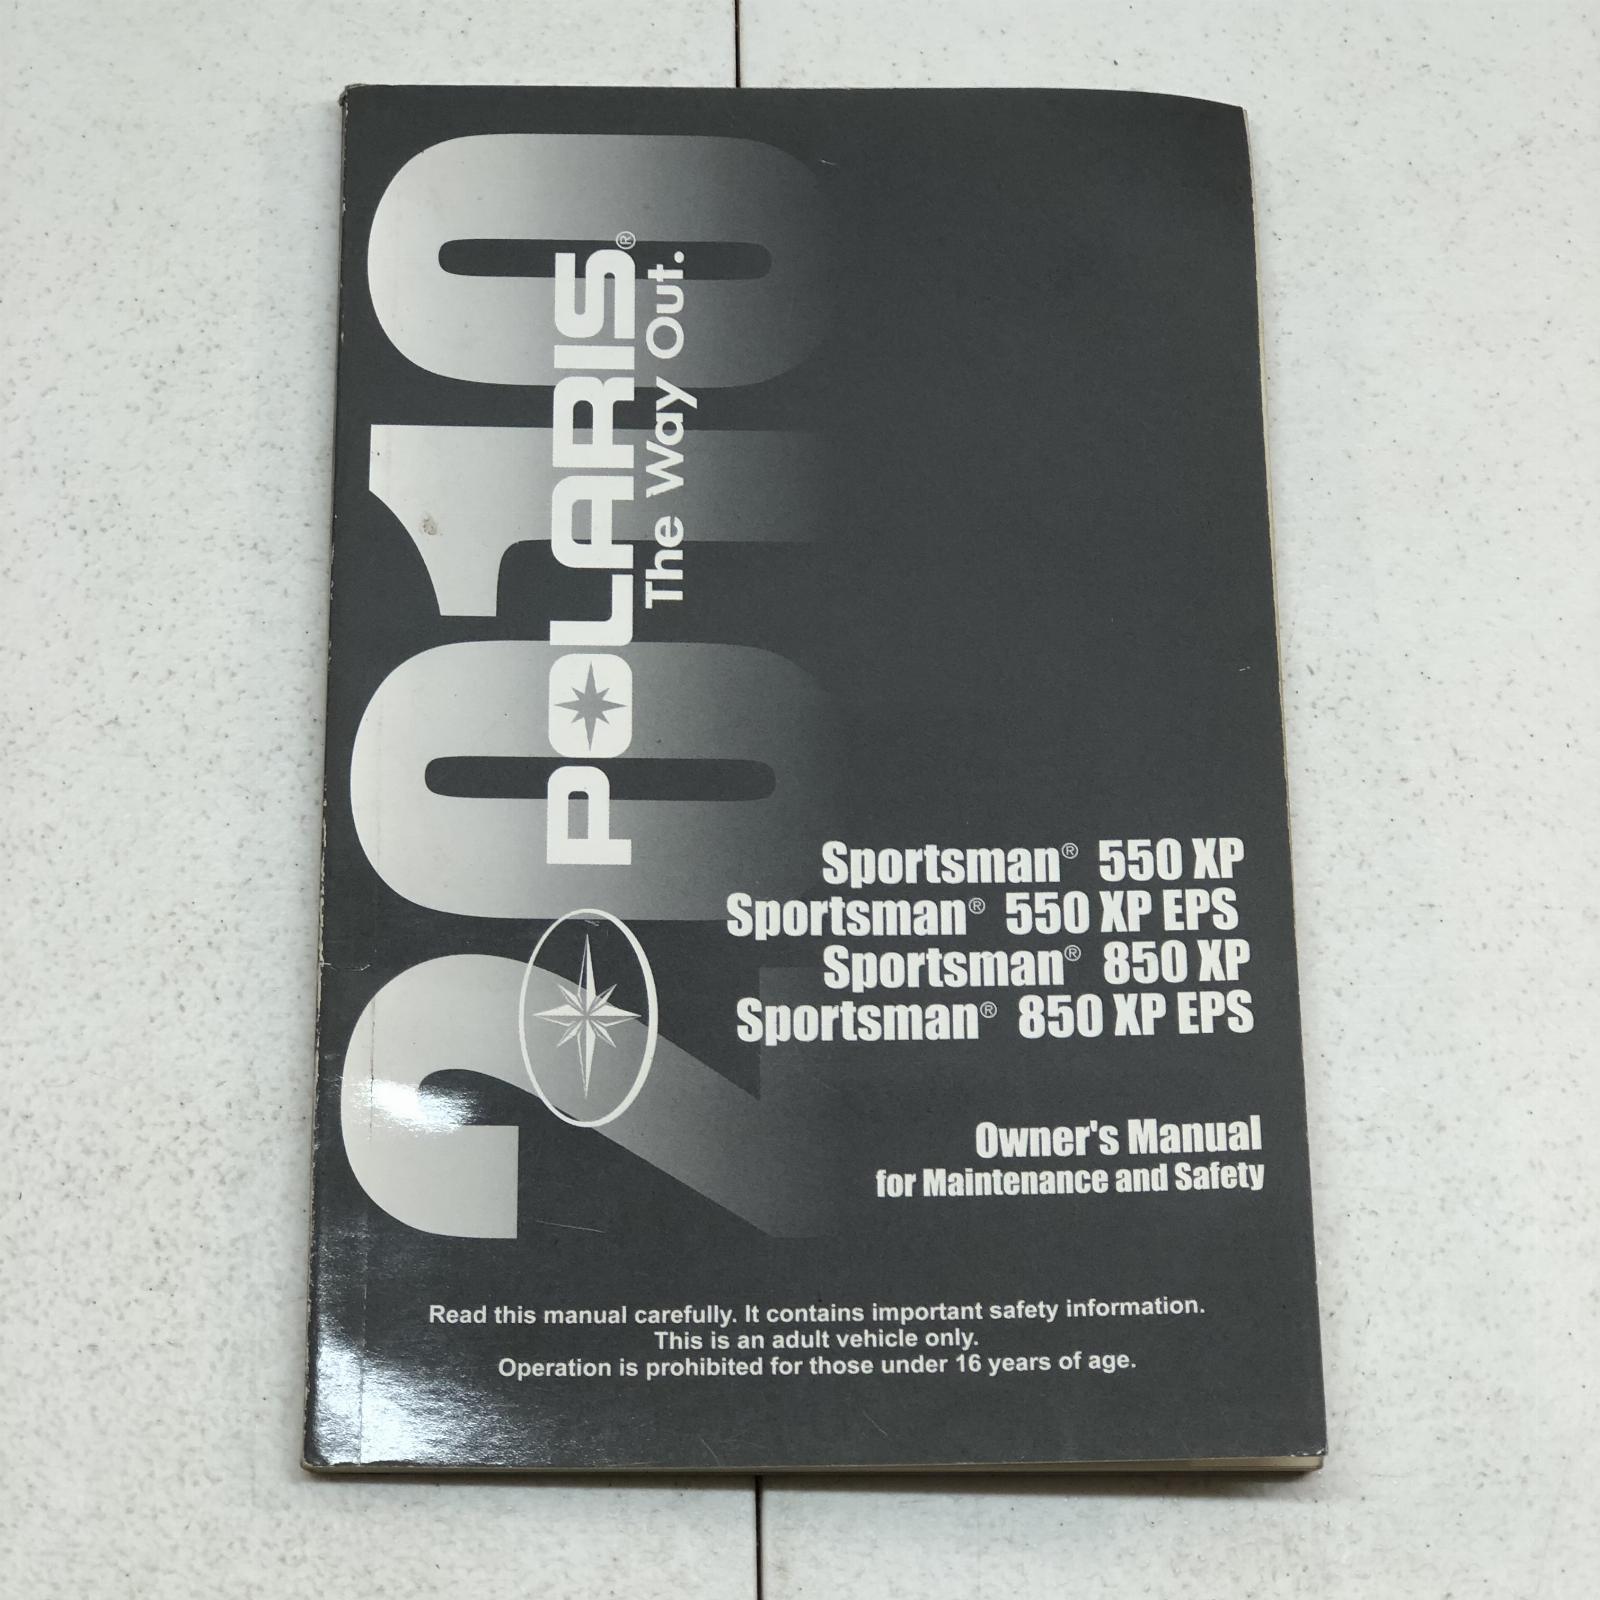 2010
POLARIS®
The Way Out.
Sportsman® 550 XP
Sportsman® 550 XP EPS
Sportsman® 850 XP
Sportsman® 850 XP EPS
Owner's Manual
for Maintenance and Safety
Read this manual carefully. It contains important safety information.
This is an adult vehicle only.
Operation is prohibited for those under 16 years of age.